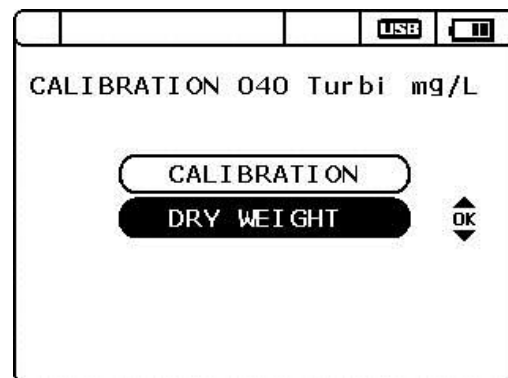 USB
CALIBRATION 040 Turbi mg/L
CALIBRATION
DRY WEIGHT
OK